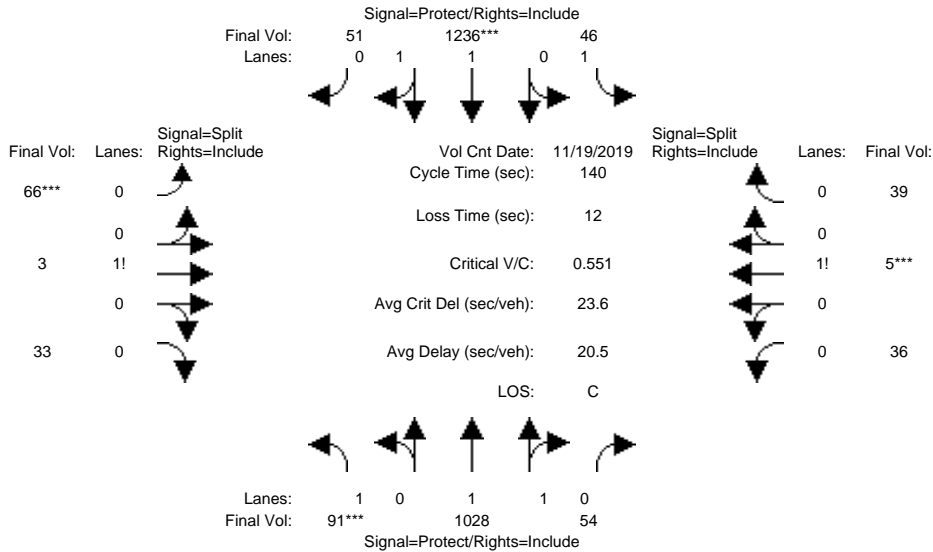 Signal=Protect/Rights=Include
Final Vol: 51 1236*** 46
Lanes: 0 1 1 0 1
Signal=Split Signal=Split
Final Vol: Lanes: Rights=Include Vol Cnt Date: 11/19/2019 Rights=Include Lanes: Final Vol:
Cycle Time (sec): 140
66*** 0 0 39
Loss Time (sec): 12
0 0
3 1! Critical V/C: 0.551 1! 5***
0 Avg Crit Del (sec/veh): 23.6 0
33 0 Avg Delay (sec/veh): 20.5 0 36
LOS: C
Lanes: 1 0 1 1 0
Final Vol: 91*** 1028 54
Signal=Protect/Rights=Include